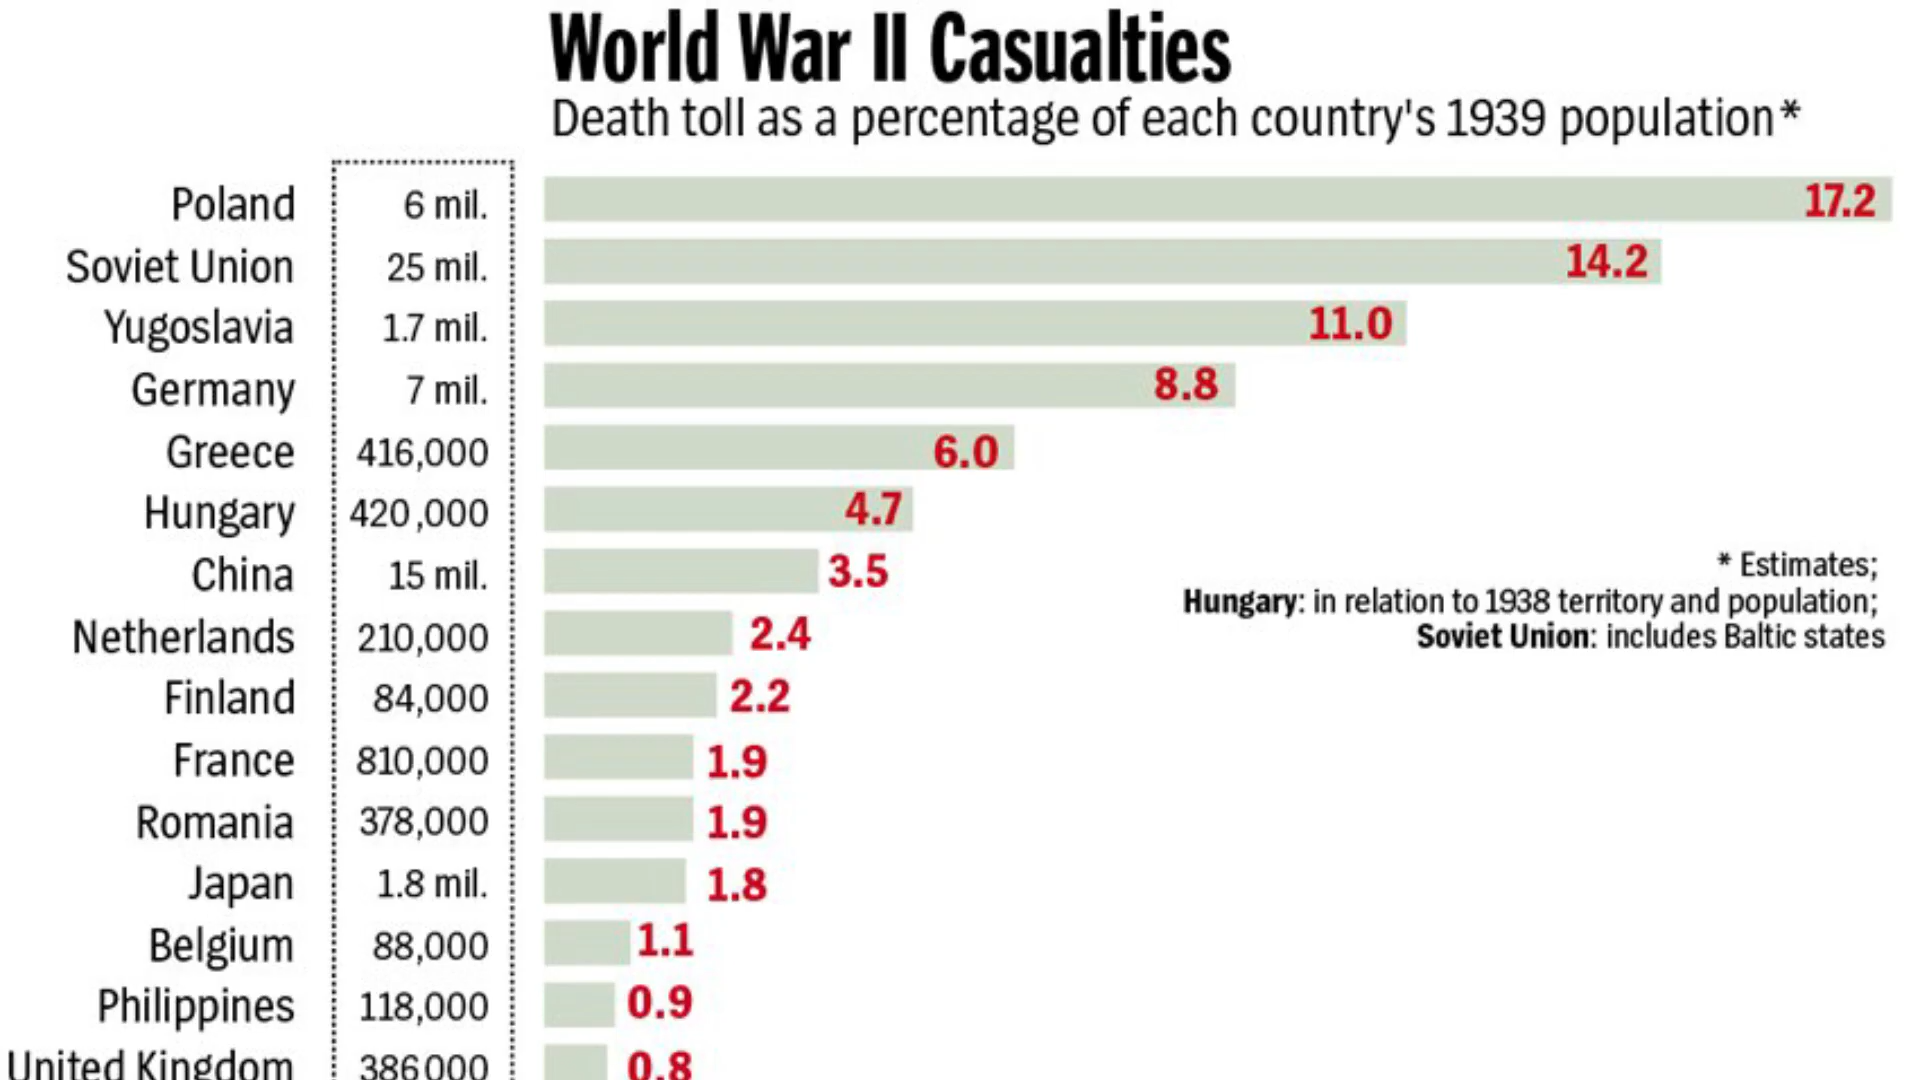 World War II Casualties
Death toll as a percentage of each country's 1939 population*
Poland 6 mil. 17.2
Soviet Union 25 mil. 14.2
Yugoslavia 1.7 mil. 11.0
Germany 7 mil. 8.8
Greece 416,000 6.0
Hungary 420,000 4.7
China 15 mil. 3.5
Netherlands 210,000 2.4
Finland 84,000 2.2
France 810,000 1.9
Romania 378,000 1.9
Japan 1.8 mil. 1.8
Belgium 88,000 1.1
Philippines 118,000 0.9
United Kingdom 386000 0.8
* Estimates;
Hungary: in relation to 1938 territory and population;
Soviet Union: includes Baltic states